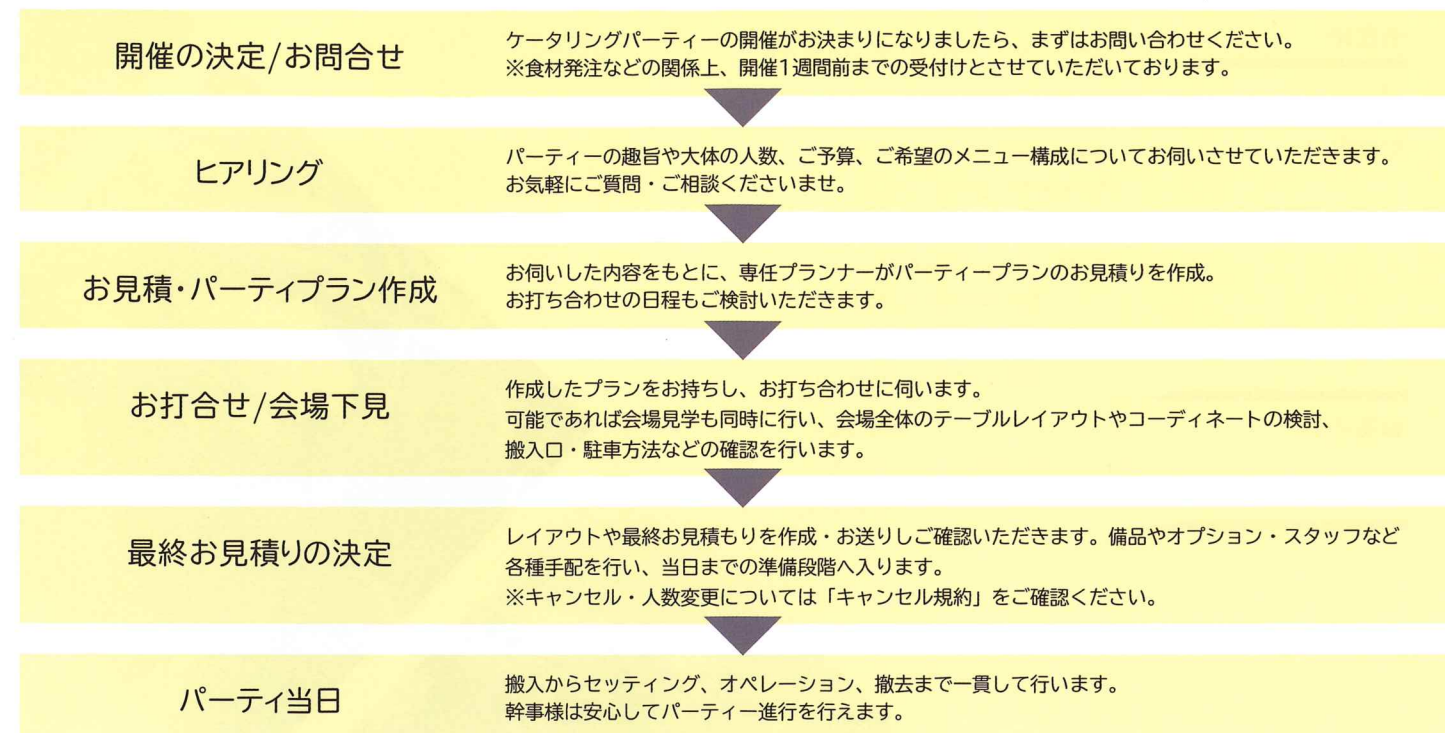 開催の決定/お問合せ
ケータリングパーティーの開催がお決まりになりましたら、まずはお問い合わせください。
※食材発注などの関係上、開催1週間前までの受付けとさせていただいております。
ヒアリング
パーティーの趣旨や大体の人数、ご予算、ご希望のメニュー構成についてお伺いさせていただきます。
お気軽にご質問・ご相談くださいませ。
お見積・パーティプラン作成
お伺いした内容をもとに、専任プランナーがパーティープランのお見積りを作成。
お打ち合わせの日程もご検討いただきます。
お打合せ/会場下見
作成したプランをお持ちし、お打ち合わせに伺います。
可能であれば会場見学も同時に行い、会場全体のテーブルレイアウトやコーディネートの検討、
搬入口・駐車方法などの確認を行います。
最終お見積りの決定
レイアウトや最終お見積もりを作成・お送りしご確認いただきます。備品やオプション・スタッフなど
各種手配を行い、当日までの準備段階へ入ります。
※キャンセル・人数変更については「キャンセル規約」をご確認ください。
パーティ当日
搬入からセッティング、オペレーション、撤去まで一貫して行います。
幹事様は安心してパーティー進行を行えます。